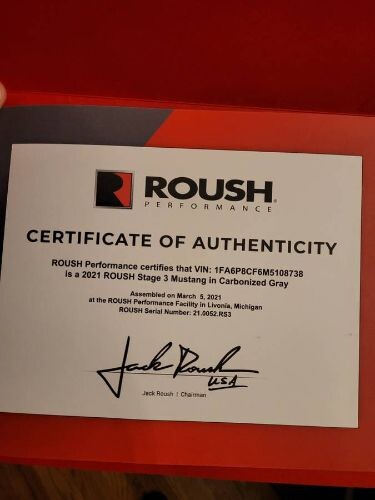 ROUSH
PERFORMANCE
CERTIFICATE OF AUTHENTICITY
ROUSH Performance certifies that VIN: 1FA6P8CF6M5108738
is a 2021 ROUSH Stage 3 Mustang in Carbonized Gray
Assembled on March 5, 2021
at the ROUSH Performance Facility in Livonia, Michigan
ROUSH Serial Number: 21.0052.RS3
Jack Roush
USA
Jack Roush | Chairman